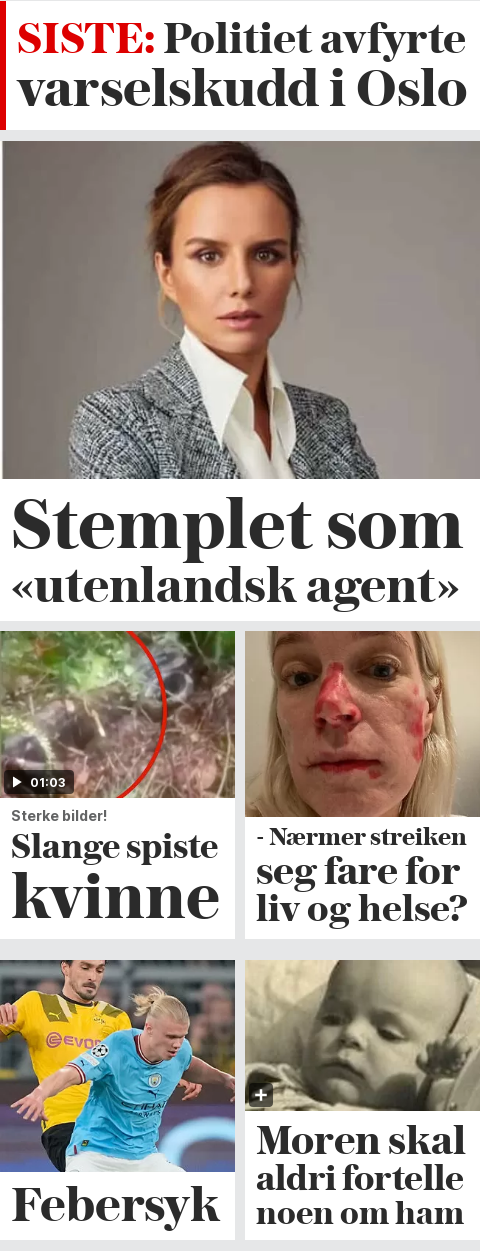 SISTE: Politiet avfyrte
varselskudd i Oslo
Stemplet som
«utenlandsk agent»
01:03
Sterke bilder!
Slange spiste
kvinne
- Nærmer streiken
seg fare for
liv og helse?
EVO
Febersyk
Moren skal
aldri fortelle
noen om ham